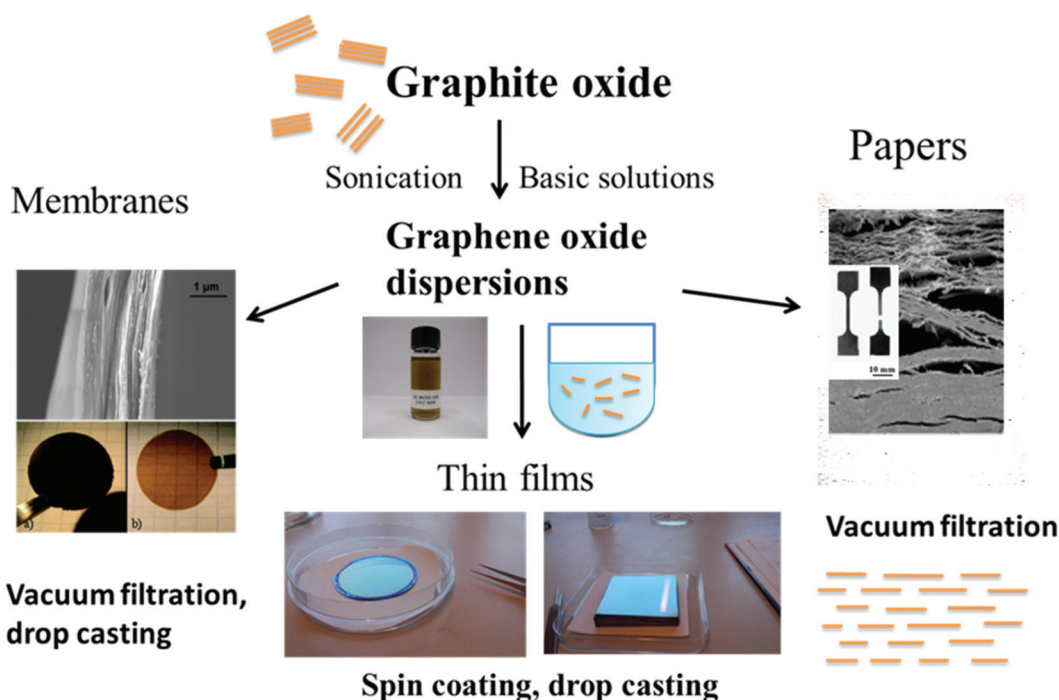 Graphite oxide
Sonication
Basic solutions
Papers
Membranes
Graphene oxide
dispersions
1 µm
10 mm
a)
b)
Thin films
Vacuum filtration,
drop casting
Vacuum filtration
Spin coating, drop casting